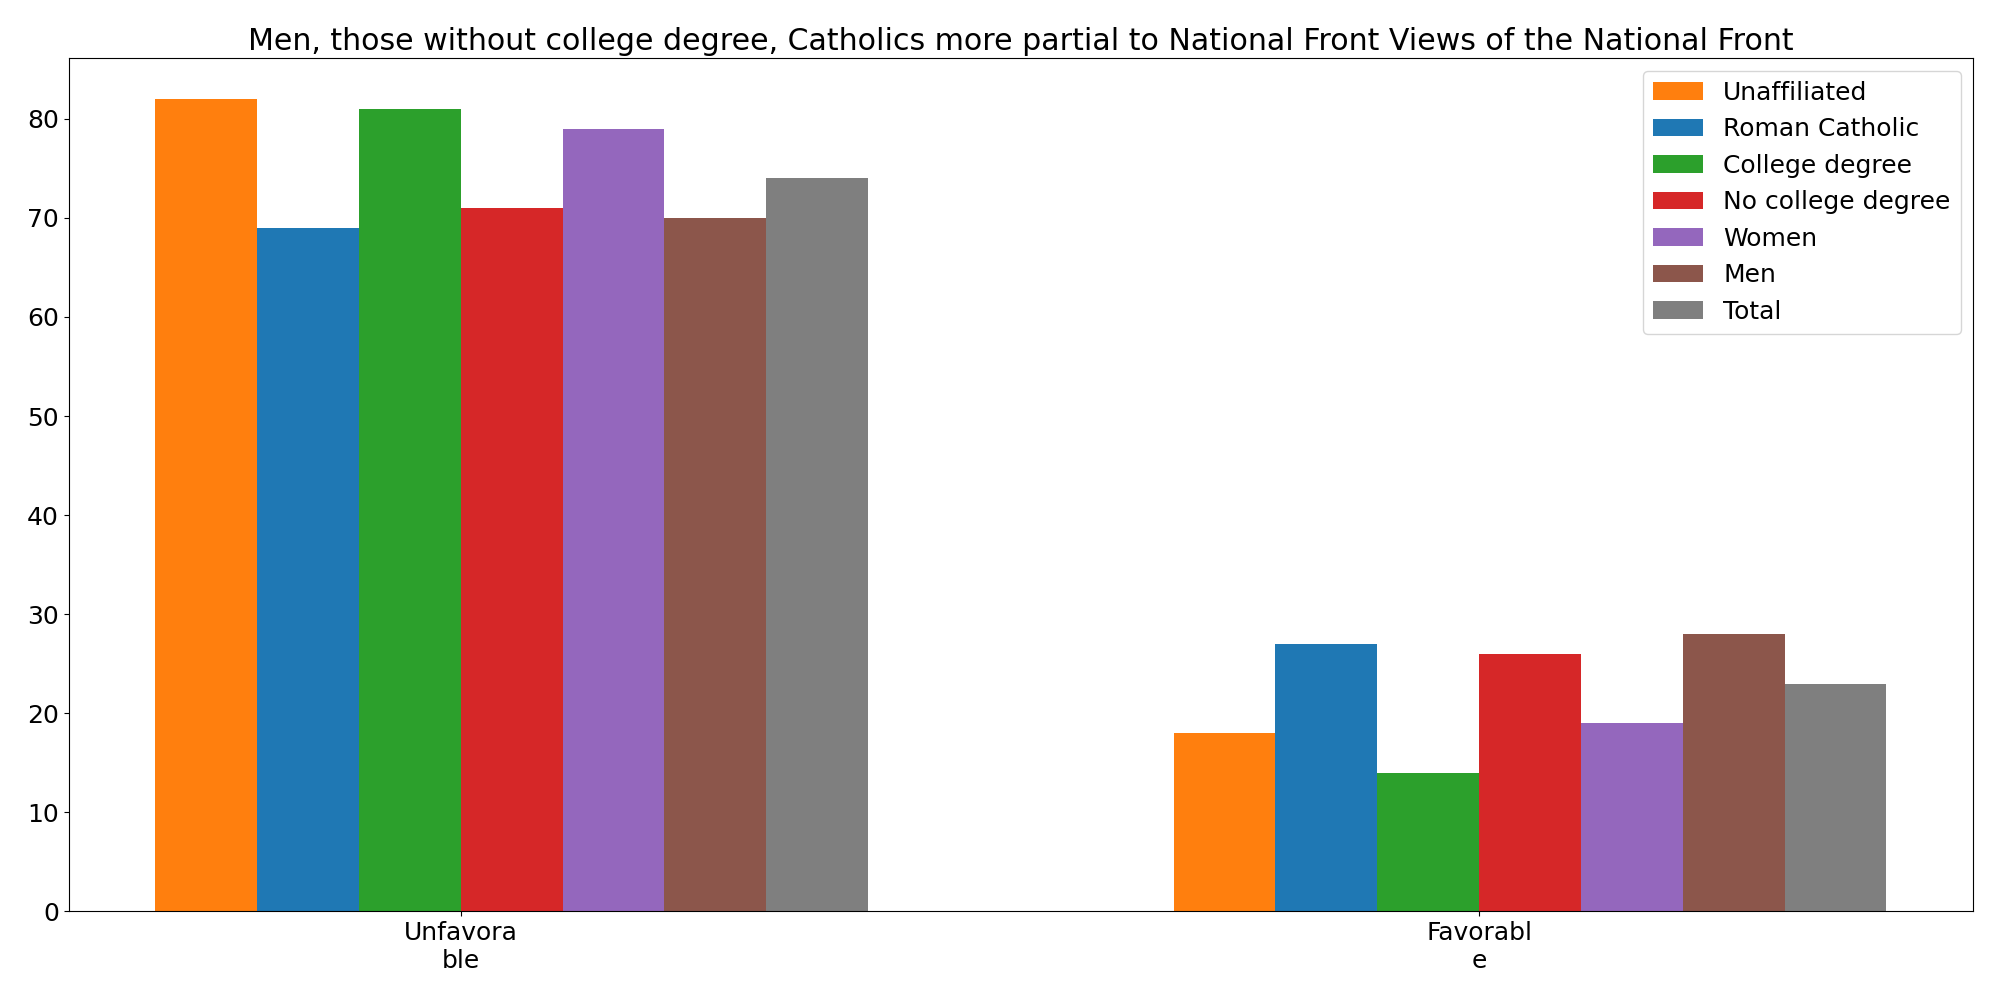 Men, those without college degree, Catholics more partial to National Front Views of the National Front
Unaffiliated
Roman Catholic
College degree
No college degree
Women
Men
Total
80
70
60
50
40
30
20
10
0
Unfavora
ble
Favorabl
e